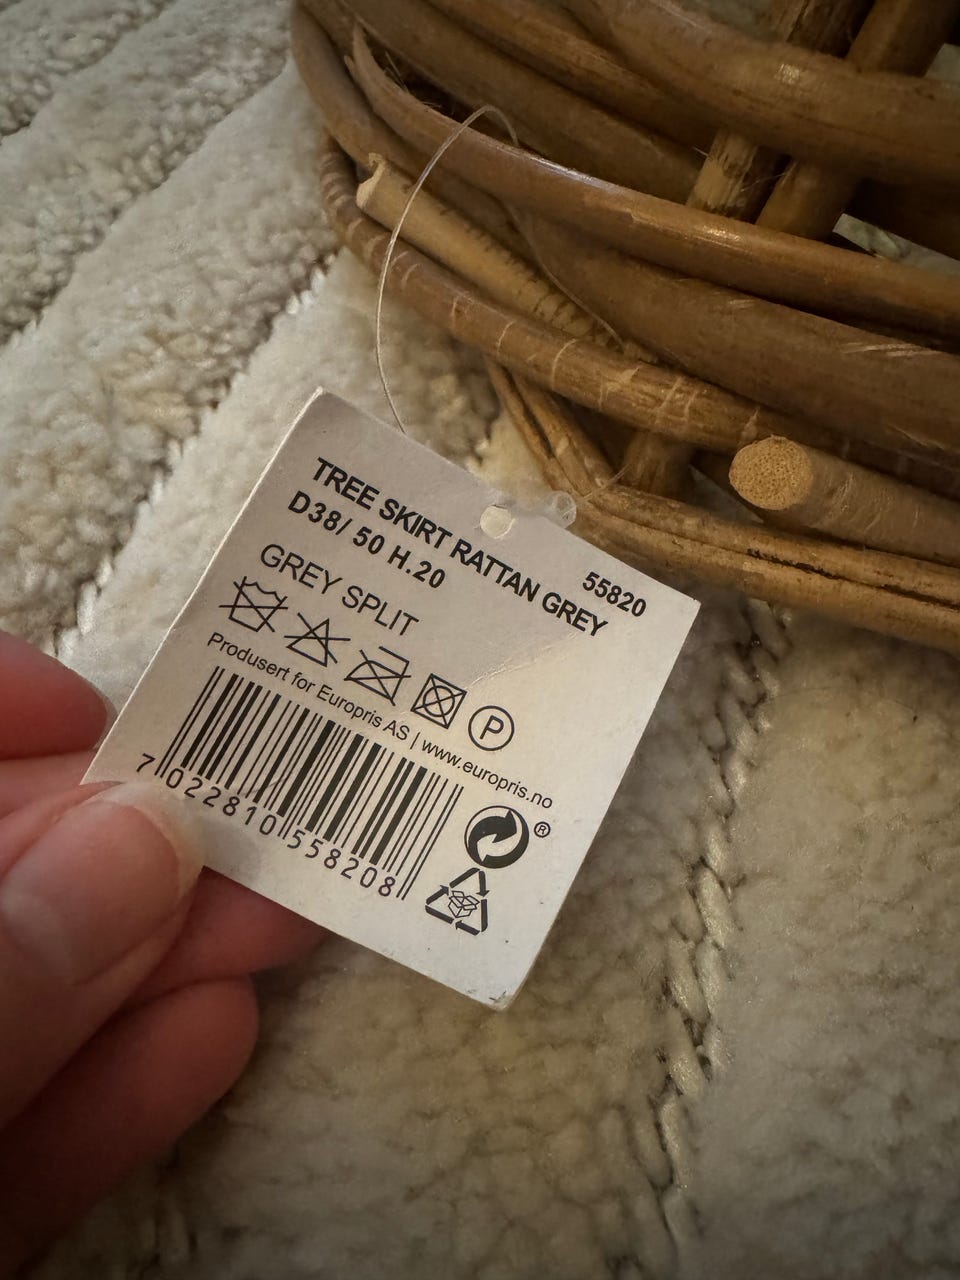 55820
TREE SKIRT RATTAN GREY
D38/ 50 H.20
GREY SPLIT
P
Produsert for Europris AS | www.europris.no
®
7 022810 558208